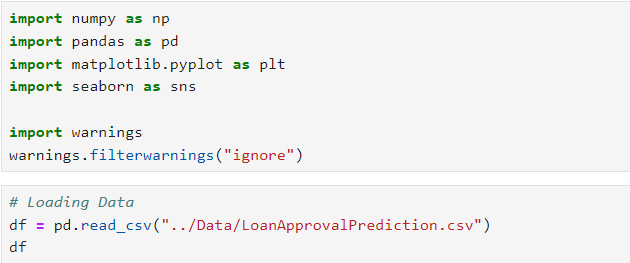 import numpy as np
import pandas as pd
import matplotlib.pyplot as plt
import seaborn as sns
import warnings
warnings.filterwarnings("ignore")
# Loading Data
df = pd.read_csv("../Data/LoanApprovalPrediction.csv")
df